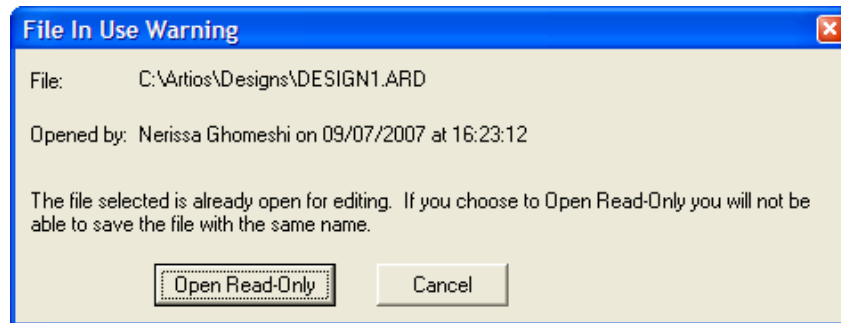 File In Use Warning
File: C:\Artios\Designs\DESIGN1.ARD
Opened by: Nerissa Ghomeshi on 09/07/2007 at 16:23:12
The file selected is already open for editing. If you choose to Open Read-Only you will not be
able to save the file with the same name.
Open Read-Only Cancel